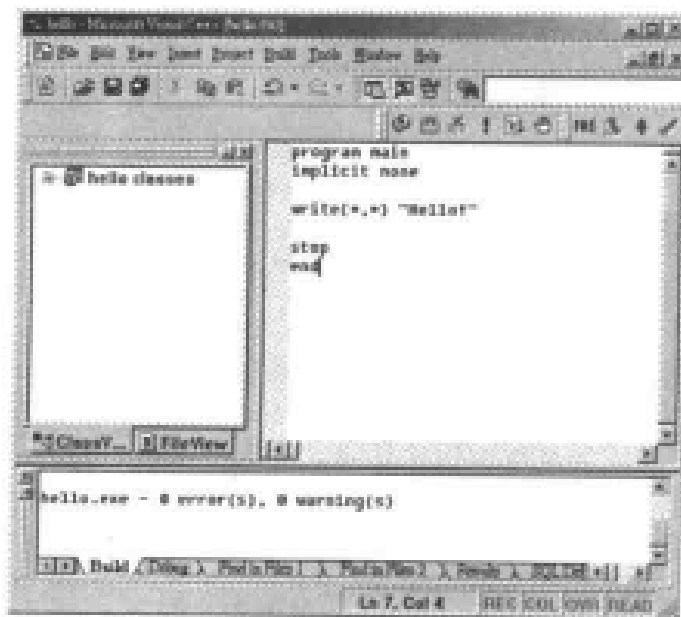 hello - Microsoft Visual C++ - [hello.f90]
File Edit View Insert Project Build Tools Window Help
hello classes
program main
implicit none
write(*,*) "Hello!"
stop
end
ClassV... FileView
hello.exe - 0 error(s), 0 warning(s)
Build Debug Find in Files 1 Find in Files 2 Results SQL
Ln 7, Col 4 REC COL OVR READ